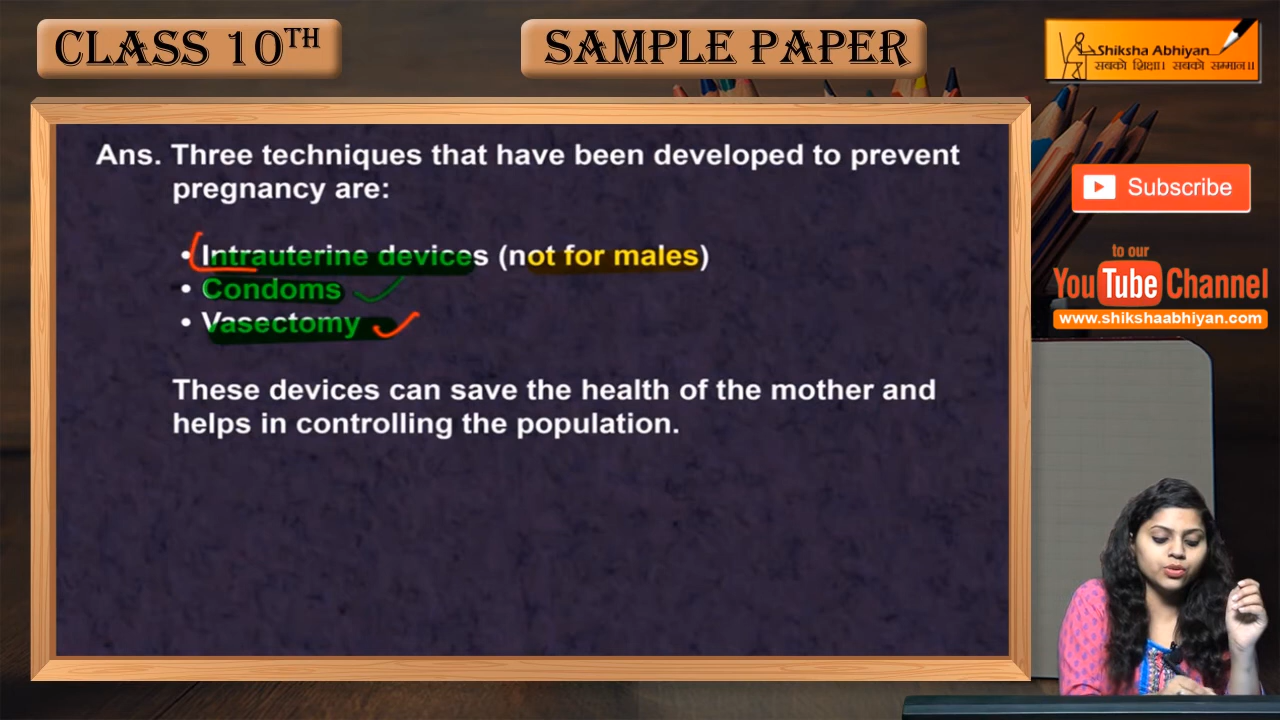 CLASS 10TH
SAMPLE PAPER
Shiksha Abhiyan
सबको शिक्षा। सबको सम्मान॥
Ans. Three techniques that have been developed to prevent
pregnancy are:
• Intrauterine devices (not for males)
• Condoms
• Vasectomy
These devices can save the health of the mother and
helps in controlling the population.
Subscribe
to our
YouTube Channel
www.shikshaabhiyan.com